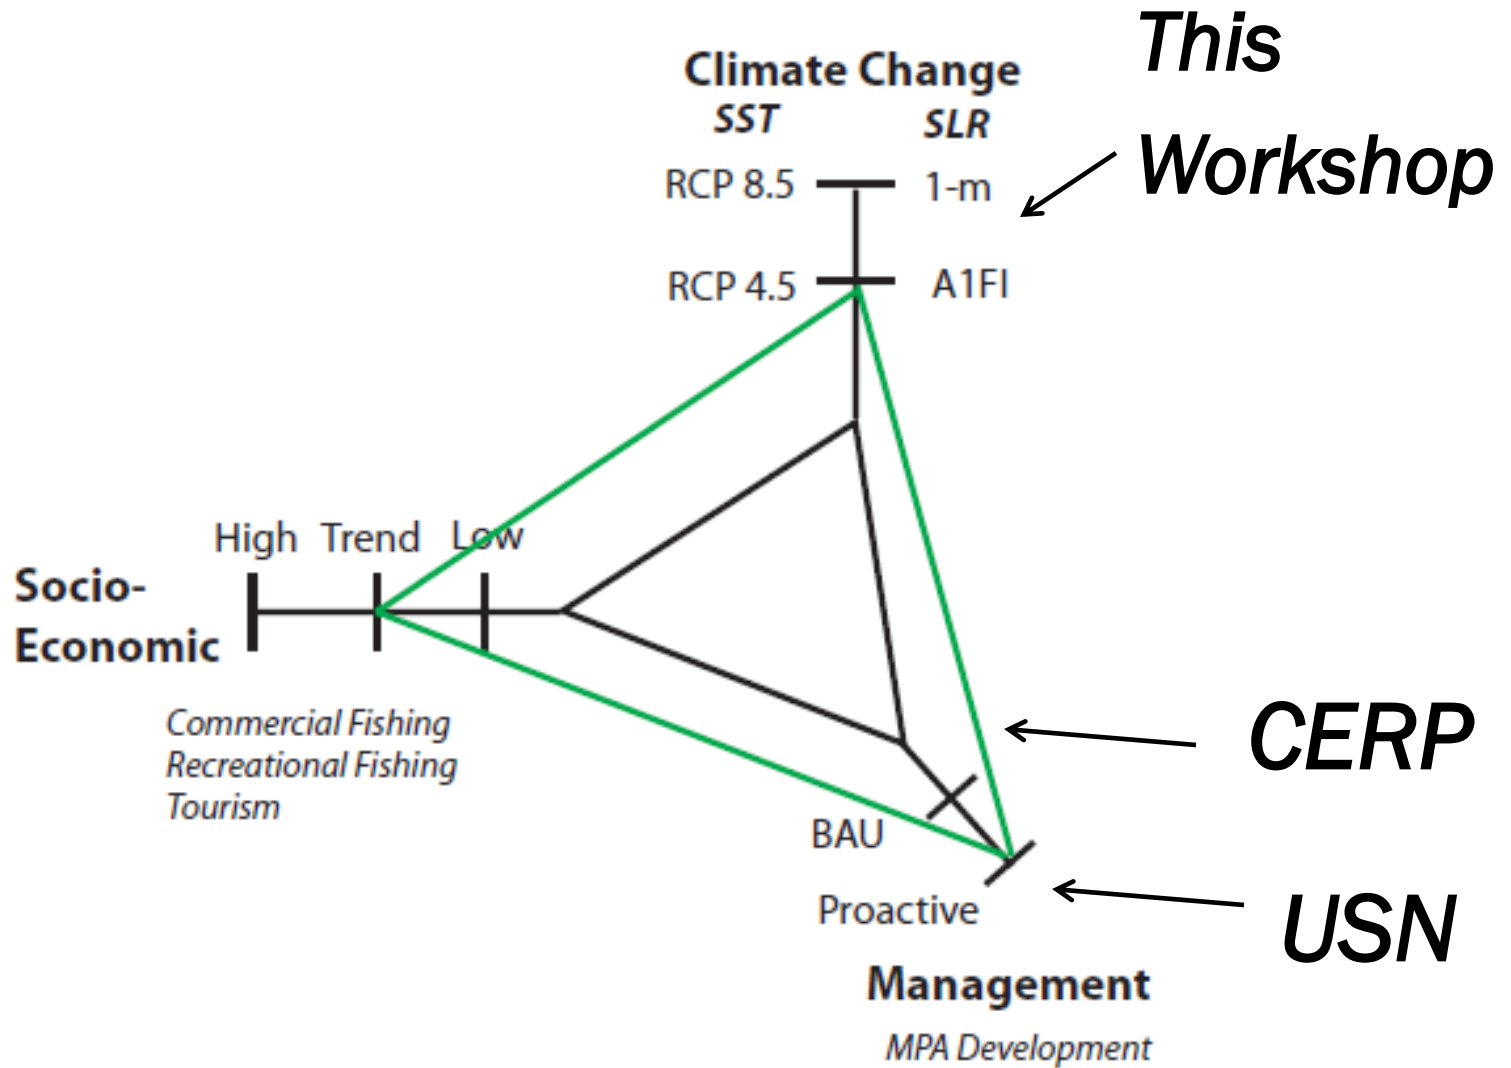 This
Workshop
Climate Change
SST SLR
RCP 8.5 1-m
RCP 4.5 A1FI
High Trend Low
Socio-
Economic
Commercial Fishing
Recreational Fishing
Tourism
CERP
BAU
Proactive
USN
Management
MPA Development